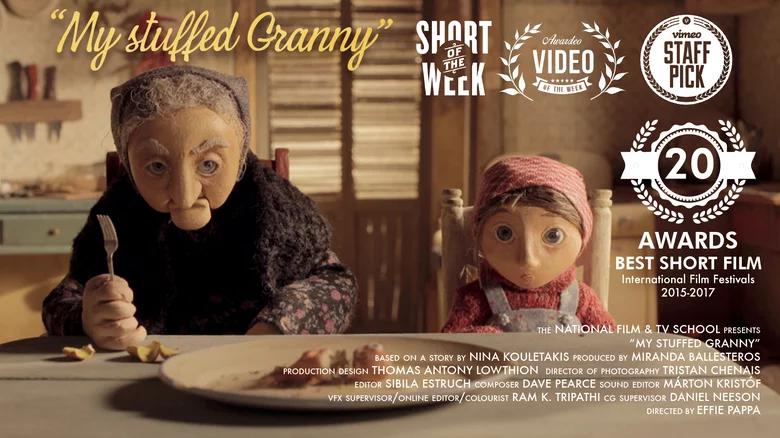 "My stuffed Granny"
SHORT
OF THE
WEEK
Awardeo
VIDEO
OF THE WEEK
vimeo
STAFF
PICK
20
AWARDS
BEST SHORT FILM
International Film Festivals
2015-2017
THE NATIONAL FILM & TV SCHOOL PRESENTS
"MY STUFFED GRANNY"
BASED ON A STORY BY NINA KOULETAKIS PRODUCED BY MIRANDA BALLESTEROS
PRODUCTION DESIGN THOMAS ANTONY LOWTHION DIRECTOR OF PHOTOGRAPHY TRISTAN CHENAIS
EDITOR SIBILA ESTRUCH COMPOSER DAVE PEARCE SOUND EDITOR MÁRTON KRISTÓF
VFX SUPERVISOR/ONLINE EDITOR/COLOURIST RAM K. TRIPATHI CG SUPERVISOR DANIEL NEESON
DIRECTED BY EFFIE PAPPA